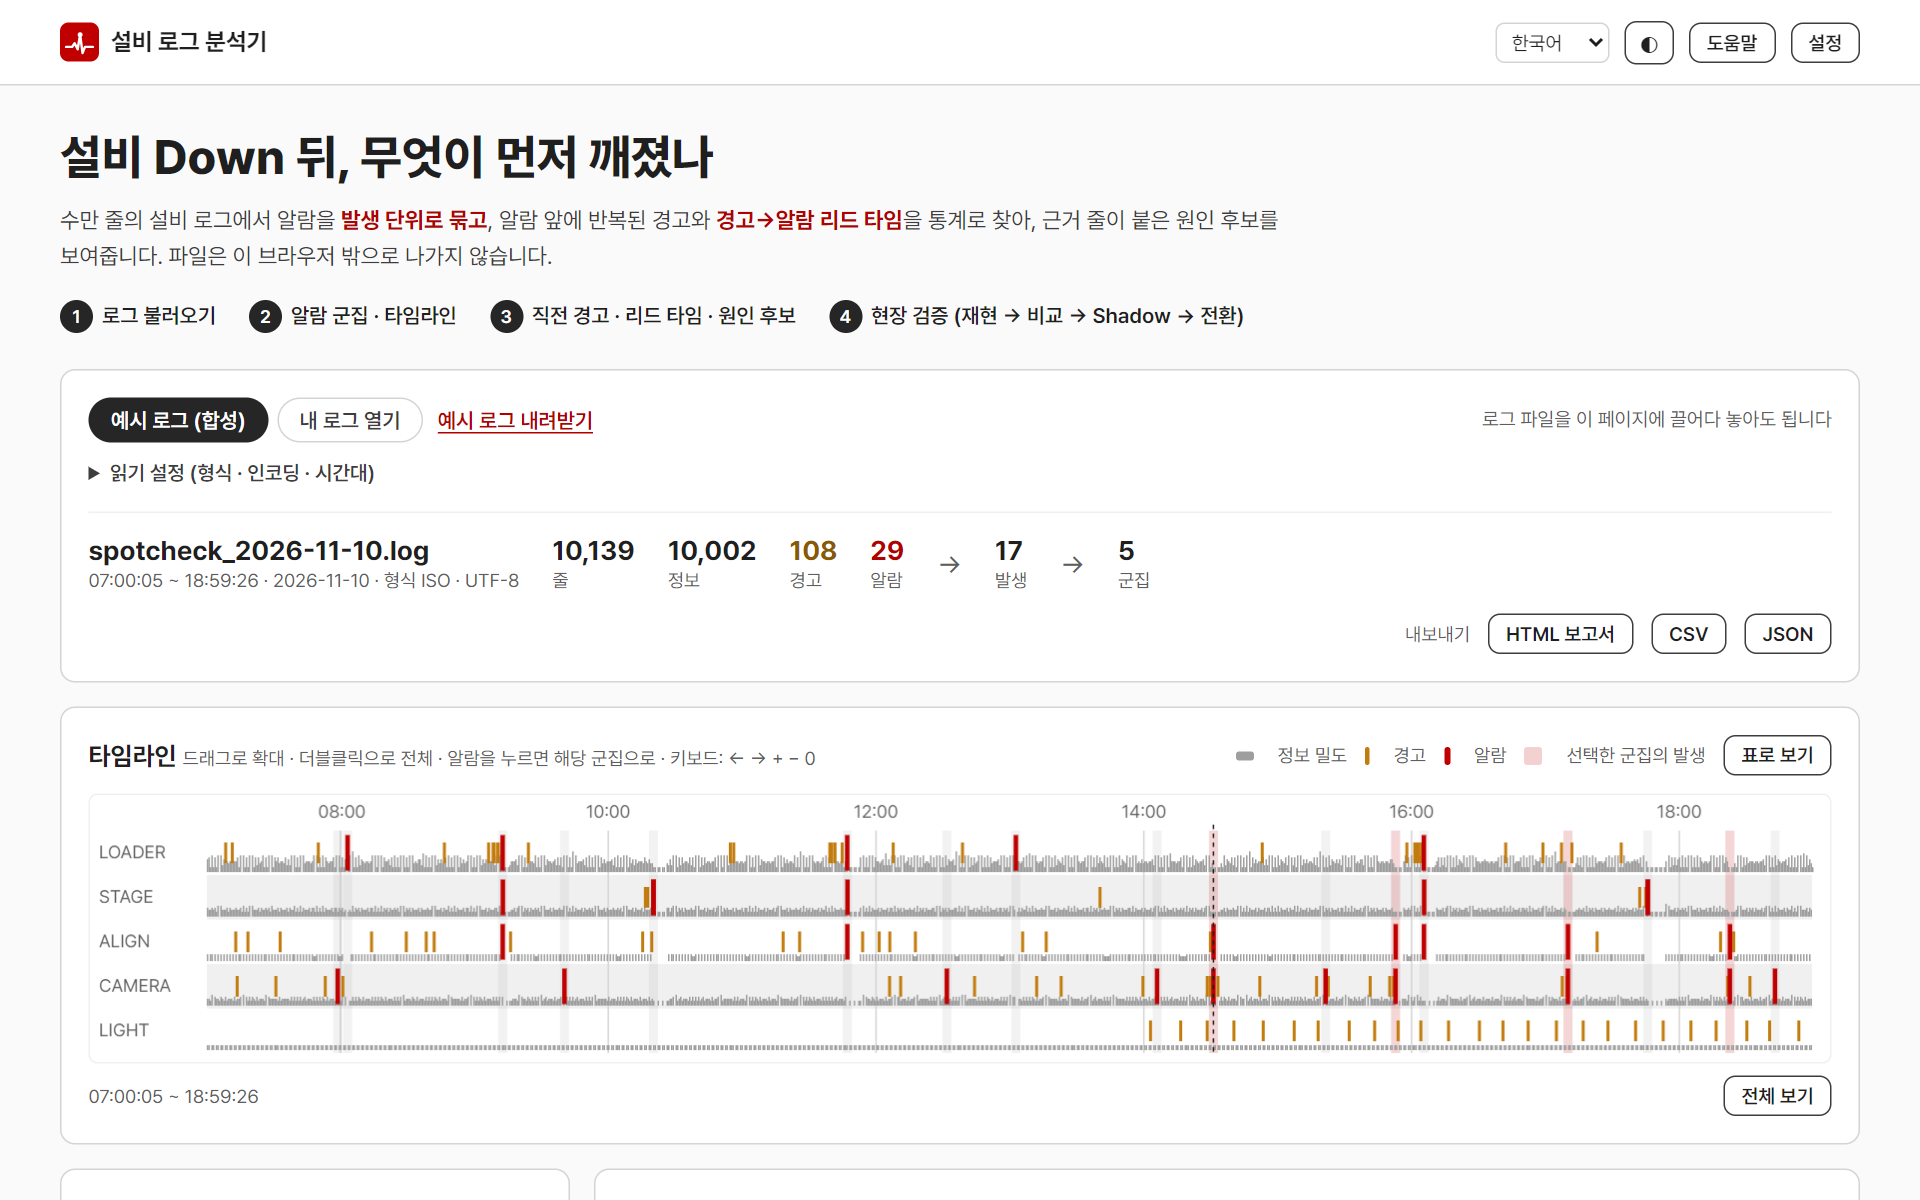 설비 로그 분석기
한국어
도움말
설정
설비 Down 뒤, 무엇이 먼저 깨졌나
수만 줄의 설비 로그에서 알람을 발생 단위로 묶고, 알람 앞에 반복된 경고와 경고→알람 리드 타임을 통계로 찾아, 근거 줄이 붙은 원인 후보를
보여줍니다. 파일은 이 브라우저 밖으로 나가지 않습니다.
1 로그 불러오기
2 알람 군집 · 타임라인
3 직전 경고 · 리드 타임 · 원인 후보
4 현장 검증 (재현 → 비교 → Shadow → 전환)
예시 로그 (합성)
내 로그 열기
예시 로그 내려받기
로그 파일을 이 페이지에 끌어다 놓아도 됩니다
▶ 읽기 설정 (형식 · 인코딩 · 시간대)
spotcheck_2026-11-10.log
07:00:05 ~ 18:59:26 · 2026-11-10 · 형식 ISO · UTF-8
10,139
줄
10,002
정보
108
경고
29
알람
→
17
발생
→
5
군집
내보내기
HTML 보고서
CSV
JSON
타임라인 드래그로 확대 · 더블클릭으로 전체 · 알람을 누르면 해당 군집으로 · 키보드: ← → + − 0
정보 밀도
경고
알람
선택한 군집의 발생
표로 보기
08:00
10:00
12:00
14:00
16:00
18:00
LOADER
STAGE
ALIGN
CAMERA
LIGHT
07:00:05 ~ 18:59:26
전체 보기